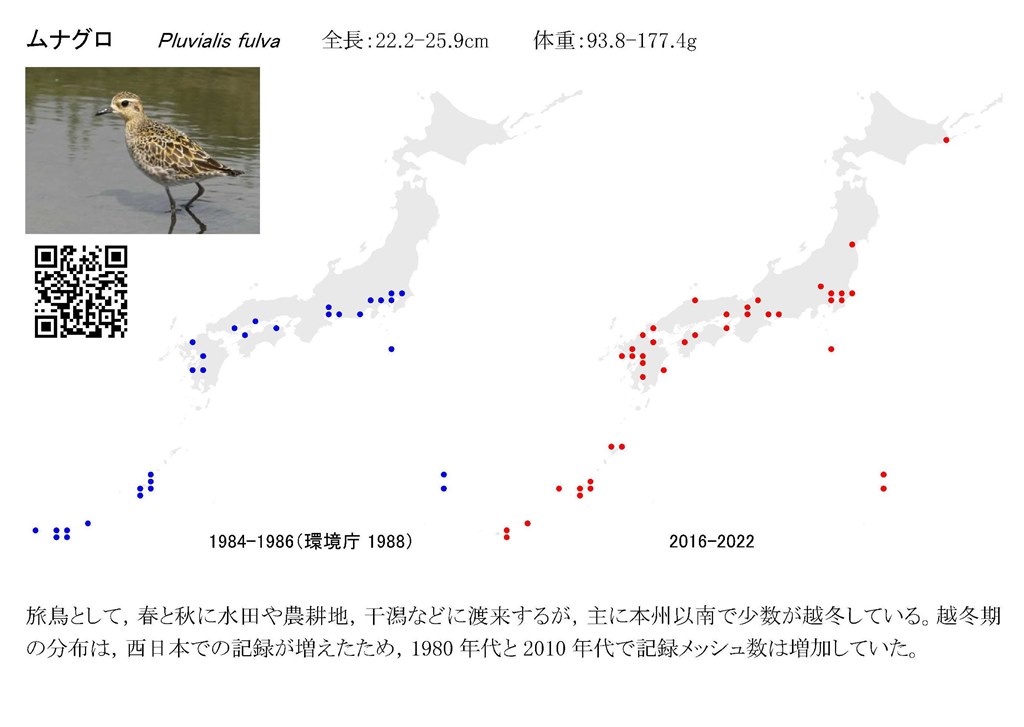 ムナグロ Pluvialis fulva 全長：22.2-25.9cm 体重：93.8-177.4g
1984-1986（環境庁 1988） 2016-2022
旅鳥として，春と秋に水田や農耕地，干潟などに渡来するが，主に本州以南で少数が越冬している。越冬期
の分布は，西日本での記録が増えたため，1980 年代と 2010 年代で記録メッシュ数は増加していた。